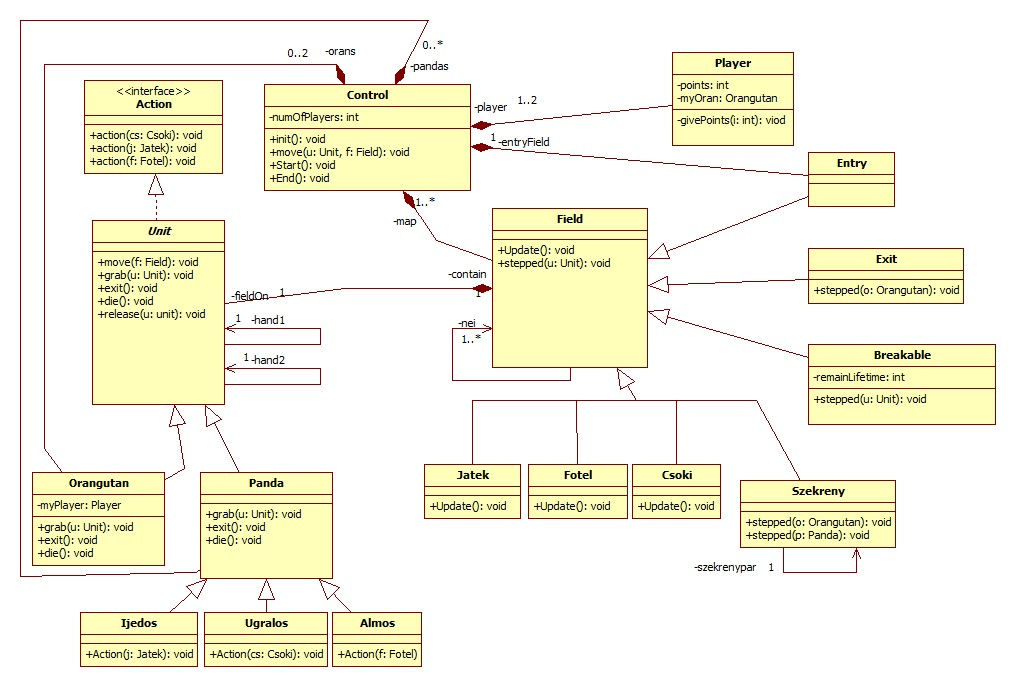 0..2
-orans
0..*
-pandas
<<interface>>
Action
+action(cs: Csoki): void
+action(j: Jatek): void
+action(f: Fotel): void
Control
-numOfPlayers: int
+init(): void
+move(u: Unit, f: Field): void
+Start(): void
+End(): void
-player
1..2
1
-entryField
1..*
-map
Player
-points: int
-myOran: Orangutan
-givePoints(i: int): viod
Entry
Unit
+move(f: Field): void
+grab(u: Unit): void
+exit(): void
+die(): void
+release(u: unit): void
-fieldOn
1
-contain
1
1
-hand1
1
-hand2
Field
+Update(): void
+stepped(u: Unit): void
-nei
1..*
Exit
+stepped(o: Orangutan): void
Breakable
-remainLifetime: int
+stepped(u: Unit): void
Orangutan
-myPlayer: Player
+grab(u: Unit): void
+exit(): void
+die(): void
Panda
+grab(u: Unit): void
+exit(): void
+die(): void
Jatek
+Update(): void
Fotel
+Update(): void
Csoki
+Update(): void
Szekreny
+stepped(o: Orangutan): void
+stepped(p: Panda): void
-szekrenypar
1
Ijedos
+Action(j: Jatek): void
Ugralos
+Action(cs: Csoki): void
Almos
+Action(f: Fotel)